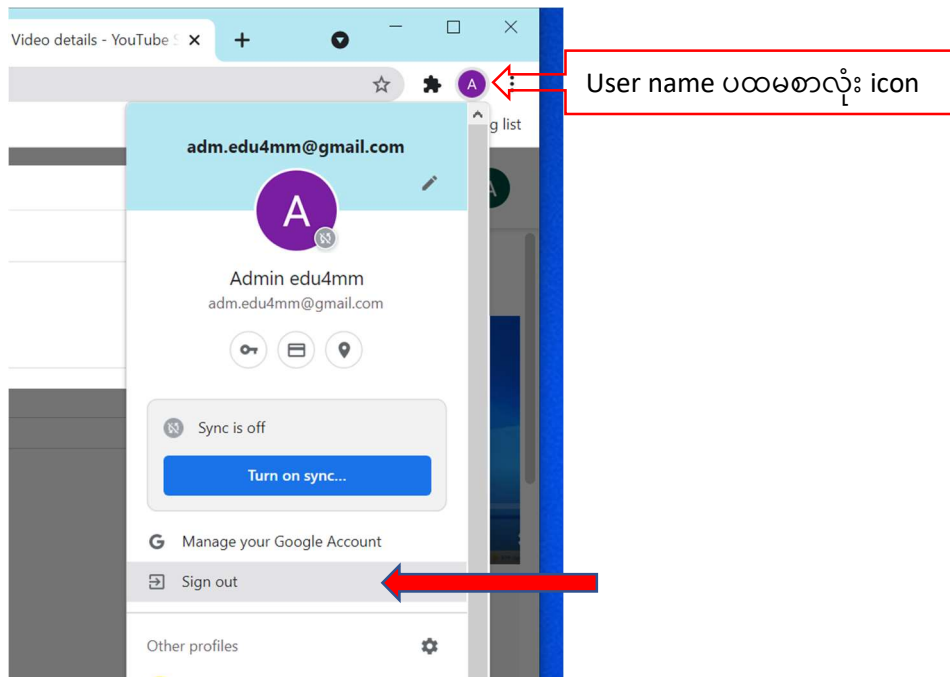 Video details - YouTube S
A
User name ပထမစာလုံး icon
g list
adm.edu4mm@gmail.com
A
A
Admin edu4mm
adm.edu4mm@gmail.com
Sync is off
Turn on sync...
G Manage your Google Account
Sign out
Other profiles